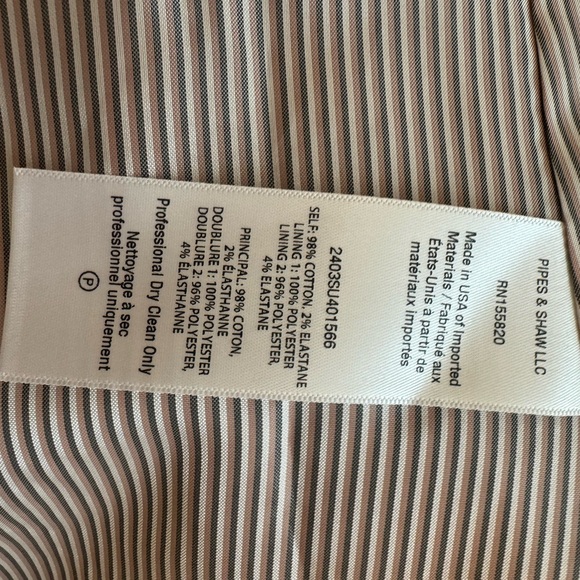 PIPES & SHAW LLC
RN155820
Made in USA of Imported
Materials / Fabriqué aux
États-Unis à partir de
matériaux importés
2403SU401566
SELF: 98% COTTON, 2% ELASTANE
LINING 1: 100% POLYESTER
LINING 2: 96% POLYESTER,
4% ELASTANE
PRINCIPAL: 98% COTON,
2% ÉLASTHANNE
DOUBLURE 1: 100% POLYESTER
DOUBLURE 2: 96% POLYESTER,
4% ÉLASTHANNE
Professional Dry Clean Only
Nettoyage à sec
professionnel uniquement
P